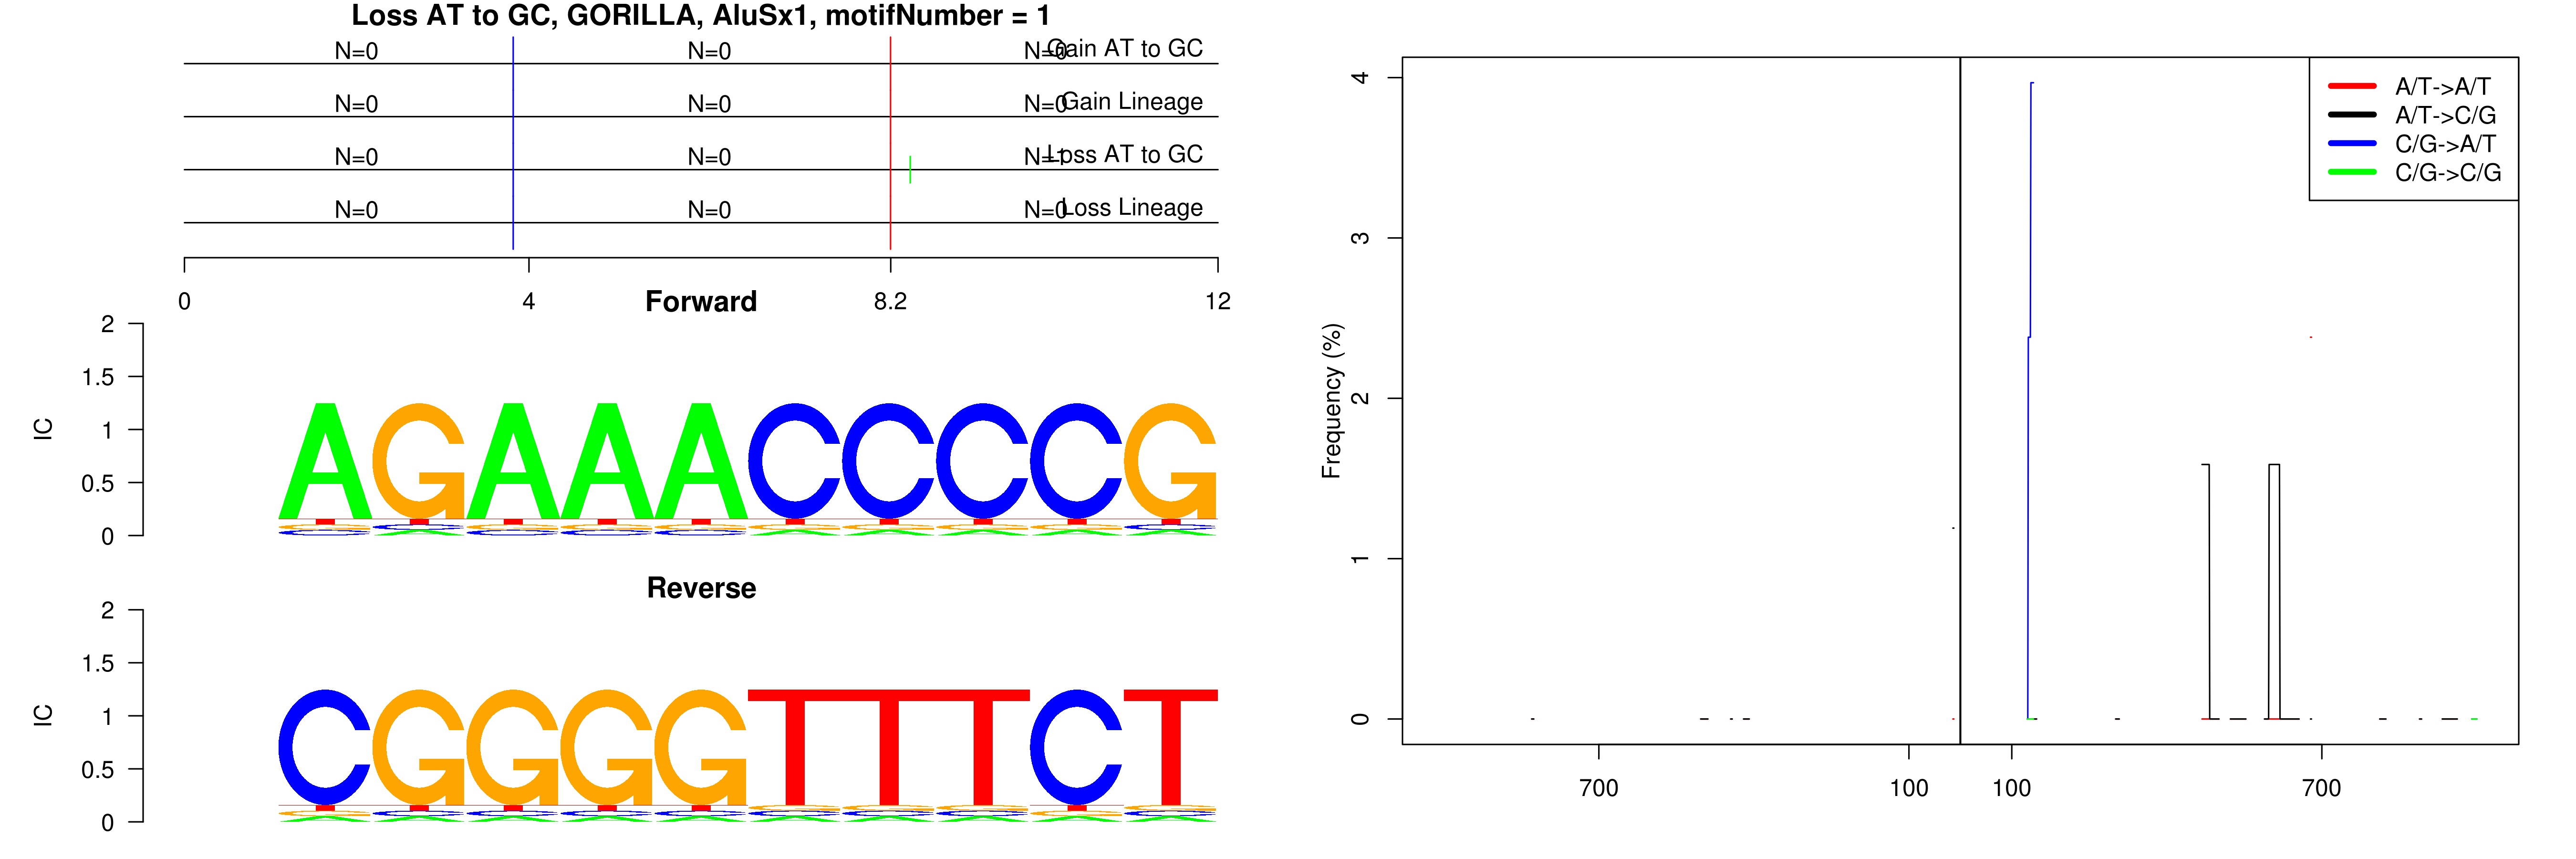 Loss AT to GC, GORILLA, AluSx1, motifNumber = 1
N=0 N=0 N=0 Gain AT to GC
N=0 N=0 N=0 Gain Lineage
N=0 N=0 N=1 Loss AT to GC
N=0 N=0 N=0 Loss Lineage
0 4 8.2 12
Forward
2
1.5
1
0.5
0
IC
AGAAACCCCG
Reverse
2
1.5
1
0.5
0
IC
CGGGGTTTCT
4
3
2
1
0
Frequency (%)
A/T->A/T
A/T->C/G
C/G->A/T
C/G->C/G
700 100 100 700